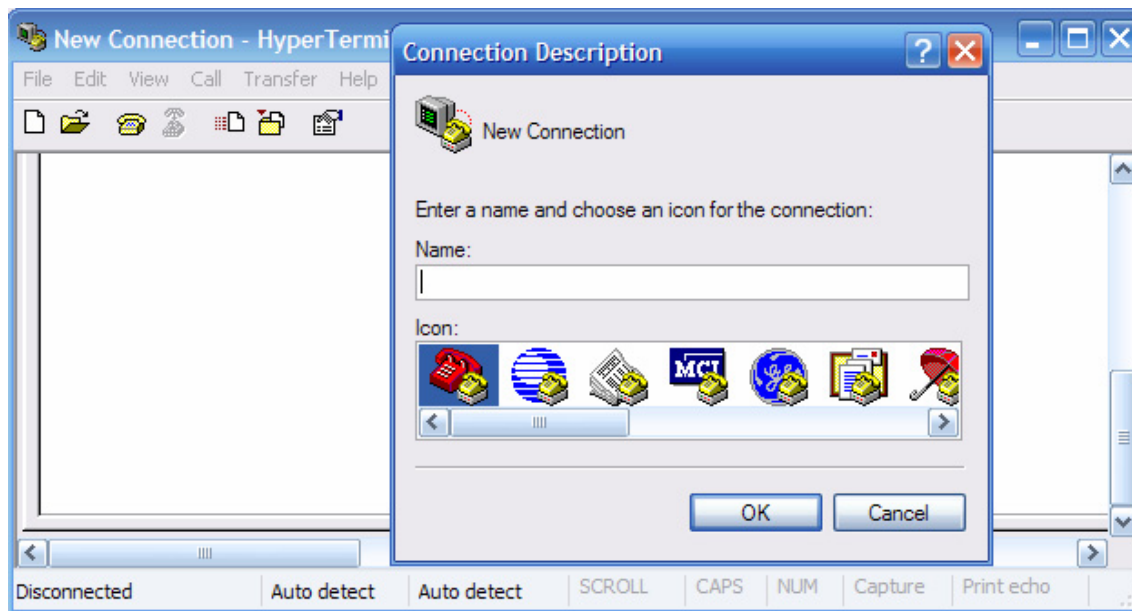 New Connection - HyperTermi
File Edit View Call Transfer Help
Connection Description
?
New Connection
Enter a name and choose an icon for the connection:
Name:
Icon:
MCI
OK Cancel
Disconnected Auto detect Auto detect SCROLL CAPS NUM Capture Print echo